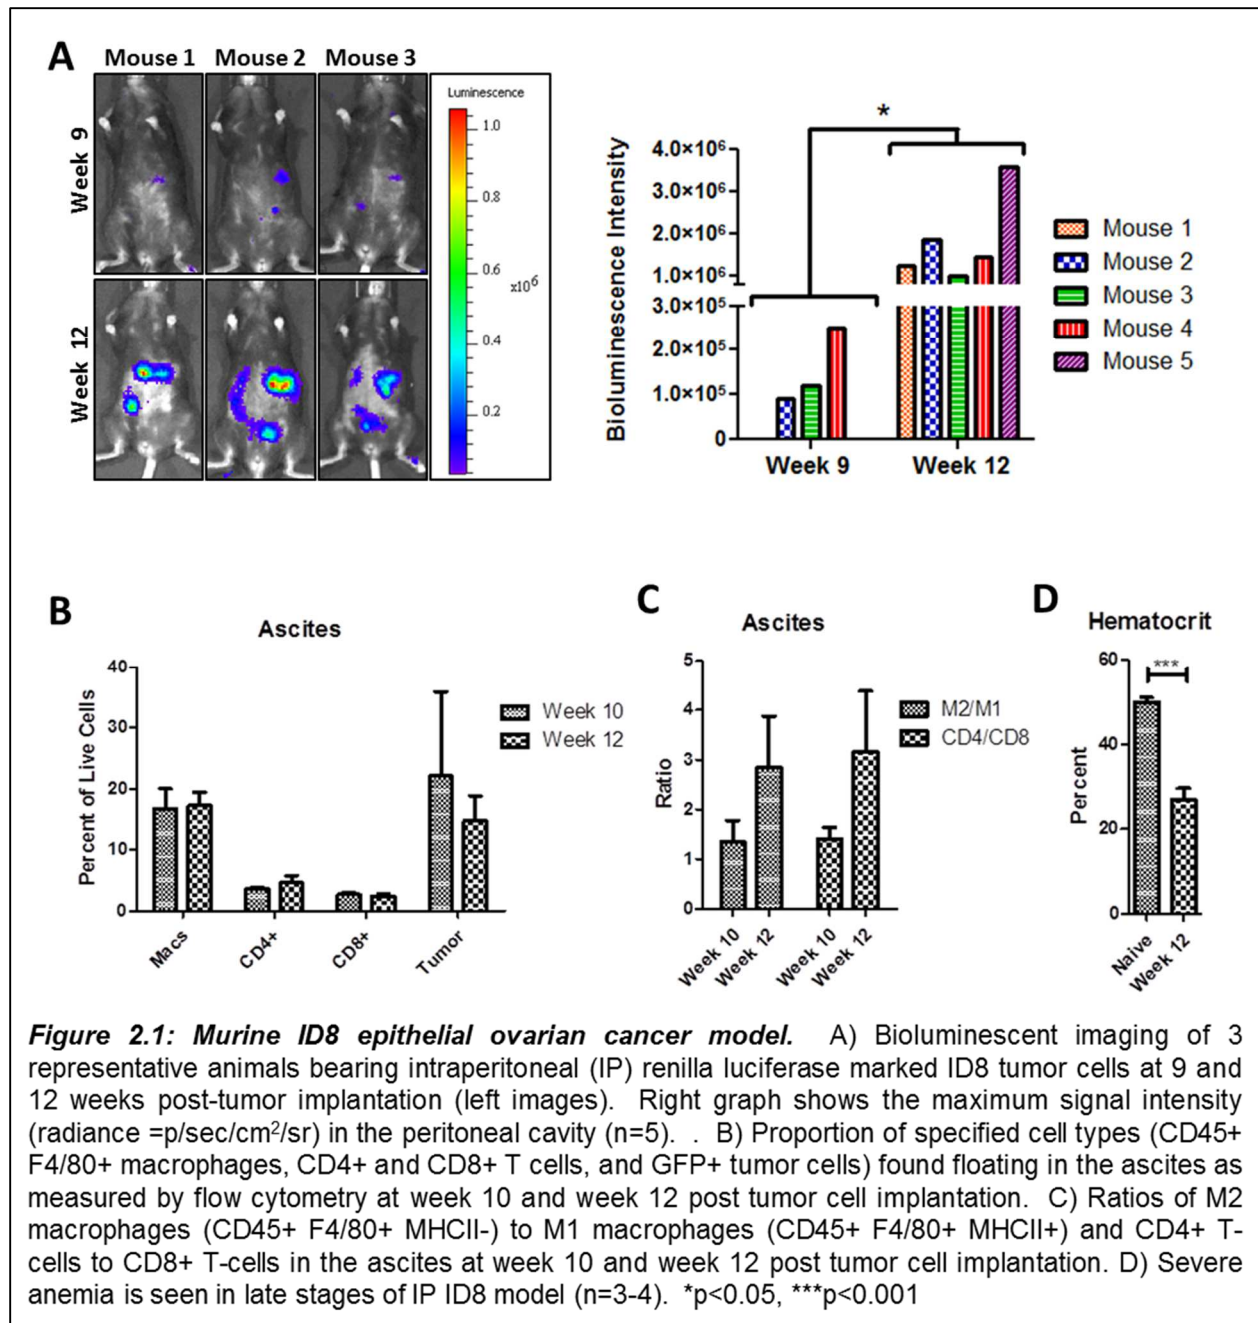 A
Mouse 1 Mouse 2 Mouse 3
Week 9
Week 12
Luminescence
1.0
0.8
0.6
x10⁶
0.4
0.2
*
Bioluminescence Intensity
4.0×10⁶
3.0×10⁶
2.0×10⁶
1.0×10⁶
3.0×10⁵
2.0×10⁵
1.0×10⁵
0
Week 9 Week 12
Mouse 1
Mouse 2
Mouse 3
Mouse 4
Mouse 5
B
Ascites
Percent of Live Cells
40
30
20
10
0
Macs CD4+ CD8+ Tumor
Week 10
Week 12
C
Ascites
Ratio
5
4
3
2
1
0
Week 10 Week 12 Week 10 Week 12
M2/M1
CD4/CD8
D
Hematocrit
Percent
60
40
20
0
***
Naive Week 12
Figure 2.1: Murine ID8 epithelial ovarian cancer model. A) Bioluminescent imaging of 3
representative animals bearing intraperitoneal (IP) renilla luciferase marked ID8 tumor cells at 9 and
12 weeks post-tumor implantation (left images). Right graph shows the maximum signal intensity
(radiance =p/sec/cm²/sr) in the peritoneal cavity (n=5). . B) Proportion of specified cell types (CD45+
F4/80+ macrophages, CD4+ and CD8+ T cells, and GFP+ tumor cells) found floating in the ascites as
measured by flow cytometry at week 10 and week 12 post tumor cell implantation. C) Ratios of M2
macrophages (CD45+ F4/80+ MHCII-) to M1 macrophages (CD45+ F4/80+ MHCII+) and CD4+ T-
cells to CD8+ T-cells in the ascites at week 10 and week 12 post tumor cell implantation. D) Severe
anemia is seen in late stages of IP ID8 model (n=3-4). *p<0.05, ***p<0.001